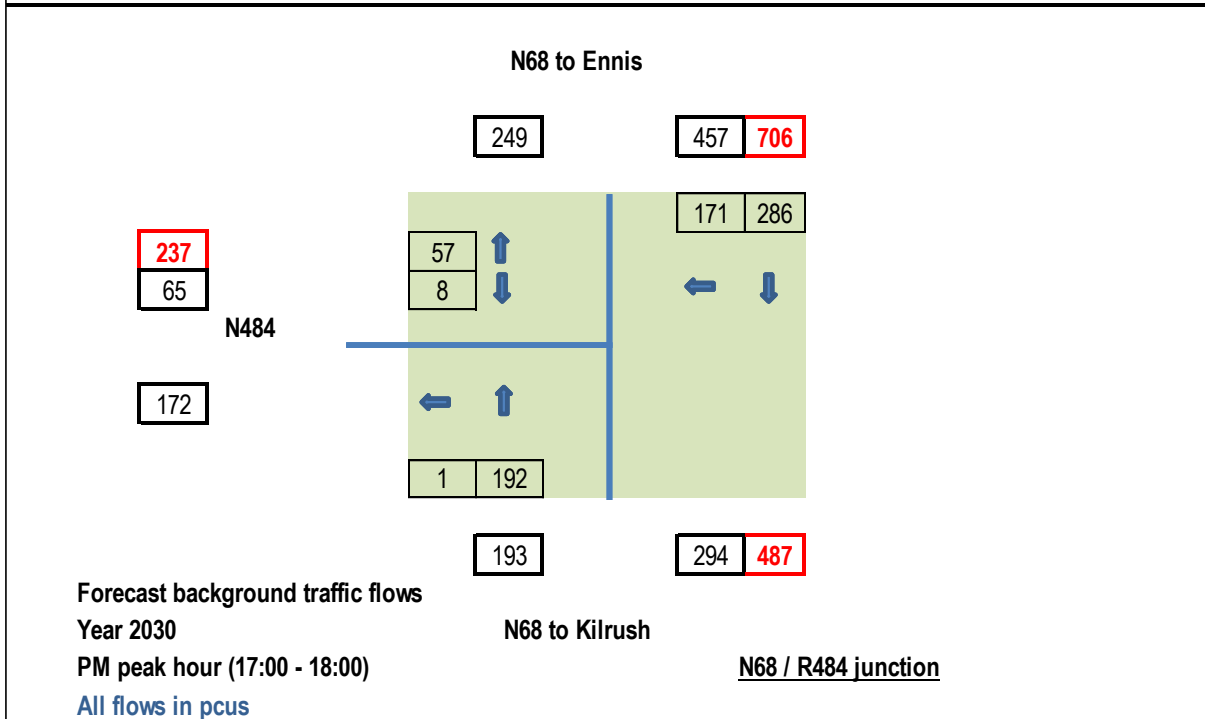 N68 to Ennis
249 457 706
171 286
237 57
65 8
N484
172
1 192
193 294 487
Forecast background traffic flows
Year 2030 N68 to Kilrush
PM peak hour (17:00 - 18:00) N68 / R484 junction
All flows in pcus